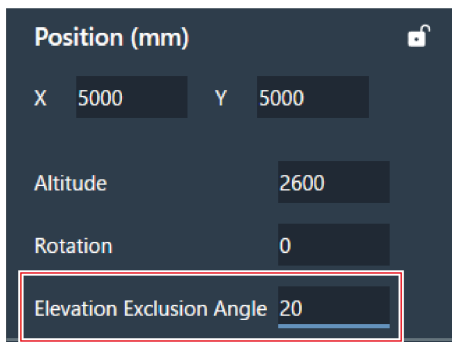 Position (mm)
X 5000 Y 5000
Altitude 2600
Rotation 0
Elevation Exclusion Angle 20